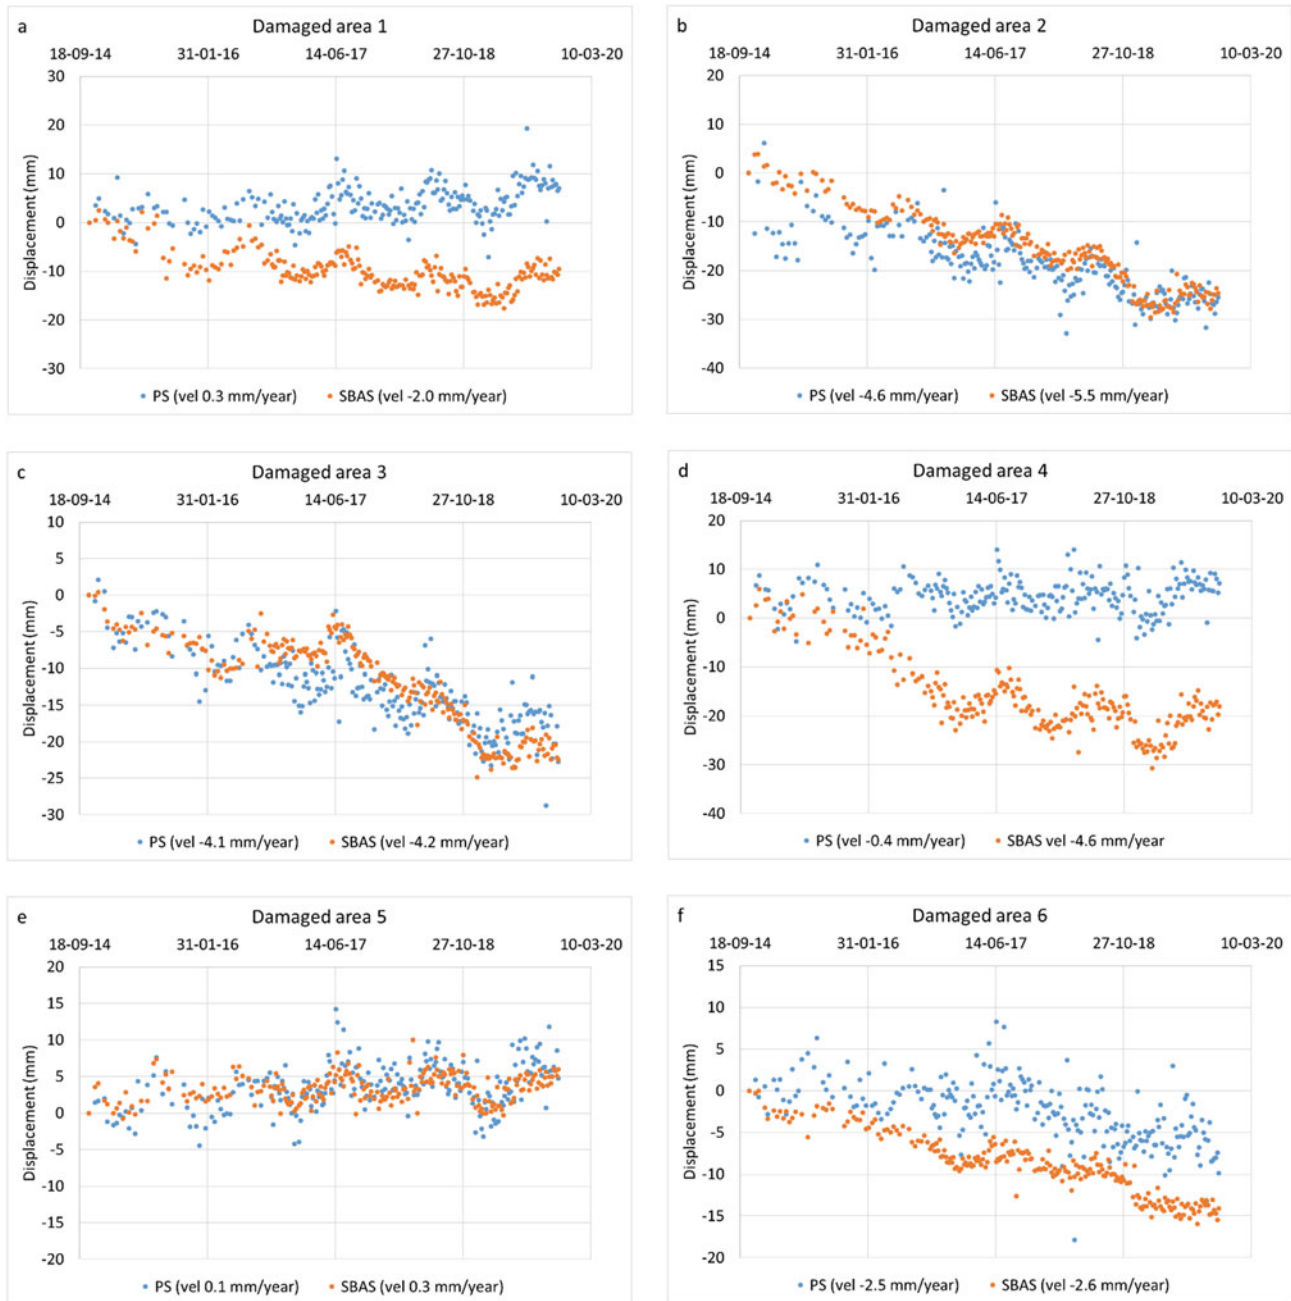 a
Damaged area 1
18-09-14 31-01-16 14-06-17 27-10-18 10-03-20
30
20
10
0
-10
-20
-30
Displacement (mm)
PS (vel 0.3 mm/year) SBAS (vel -2.0 mm/year)
b
Damaged area 2
18-09-14 31-01-16 14-06-17 27-10-18 10-03-20
20
10
0
-10
-20
-30
-40
Displacement (mm)
PS (vel -4.6 mm/year) SBAS (vel -5.5 mm/year)
c
Damaged area 3
18-09-14 31-01-16 14-06-17 27-10-18 10-03-20
10
5
0
-5
-10
-15
-20
-25
-30
Displacement (mm)
PS (vel -4.1 mm/year) SBAS (vel -4.2 mm/year)
d
Damaged area 4
18-09-14 31-01-16 14-06-17 27-10-18 10-03-20
20
10
0
-10
-20
-30
-40
Displacement (mm)
PS (vel -0.4 mm/year) SBAS vel -4.6 mm/year
e
Damaged area 5
18-09-14 31-01-16 14-06-17 27-10-18 10-03-20
20
15
10
5
0
-5
-10
-15
-20
Displacement (mm)
PS (vel 0.1 mm/year) SBAS (vel 0.3 mm/year)
f
Damaged area 6
18-09-14 31-01-16 14-06-17 27-10-18 10-03-20
15
10
5
0
-5
-10
-15
-20
Displacement (mm)
PS (vel -2.5 mm/year) SBAS (vel -2.6 mm/year)